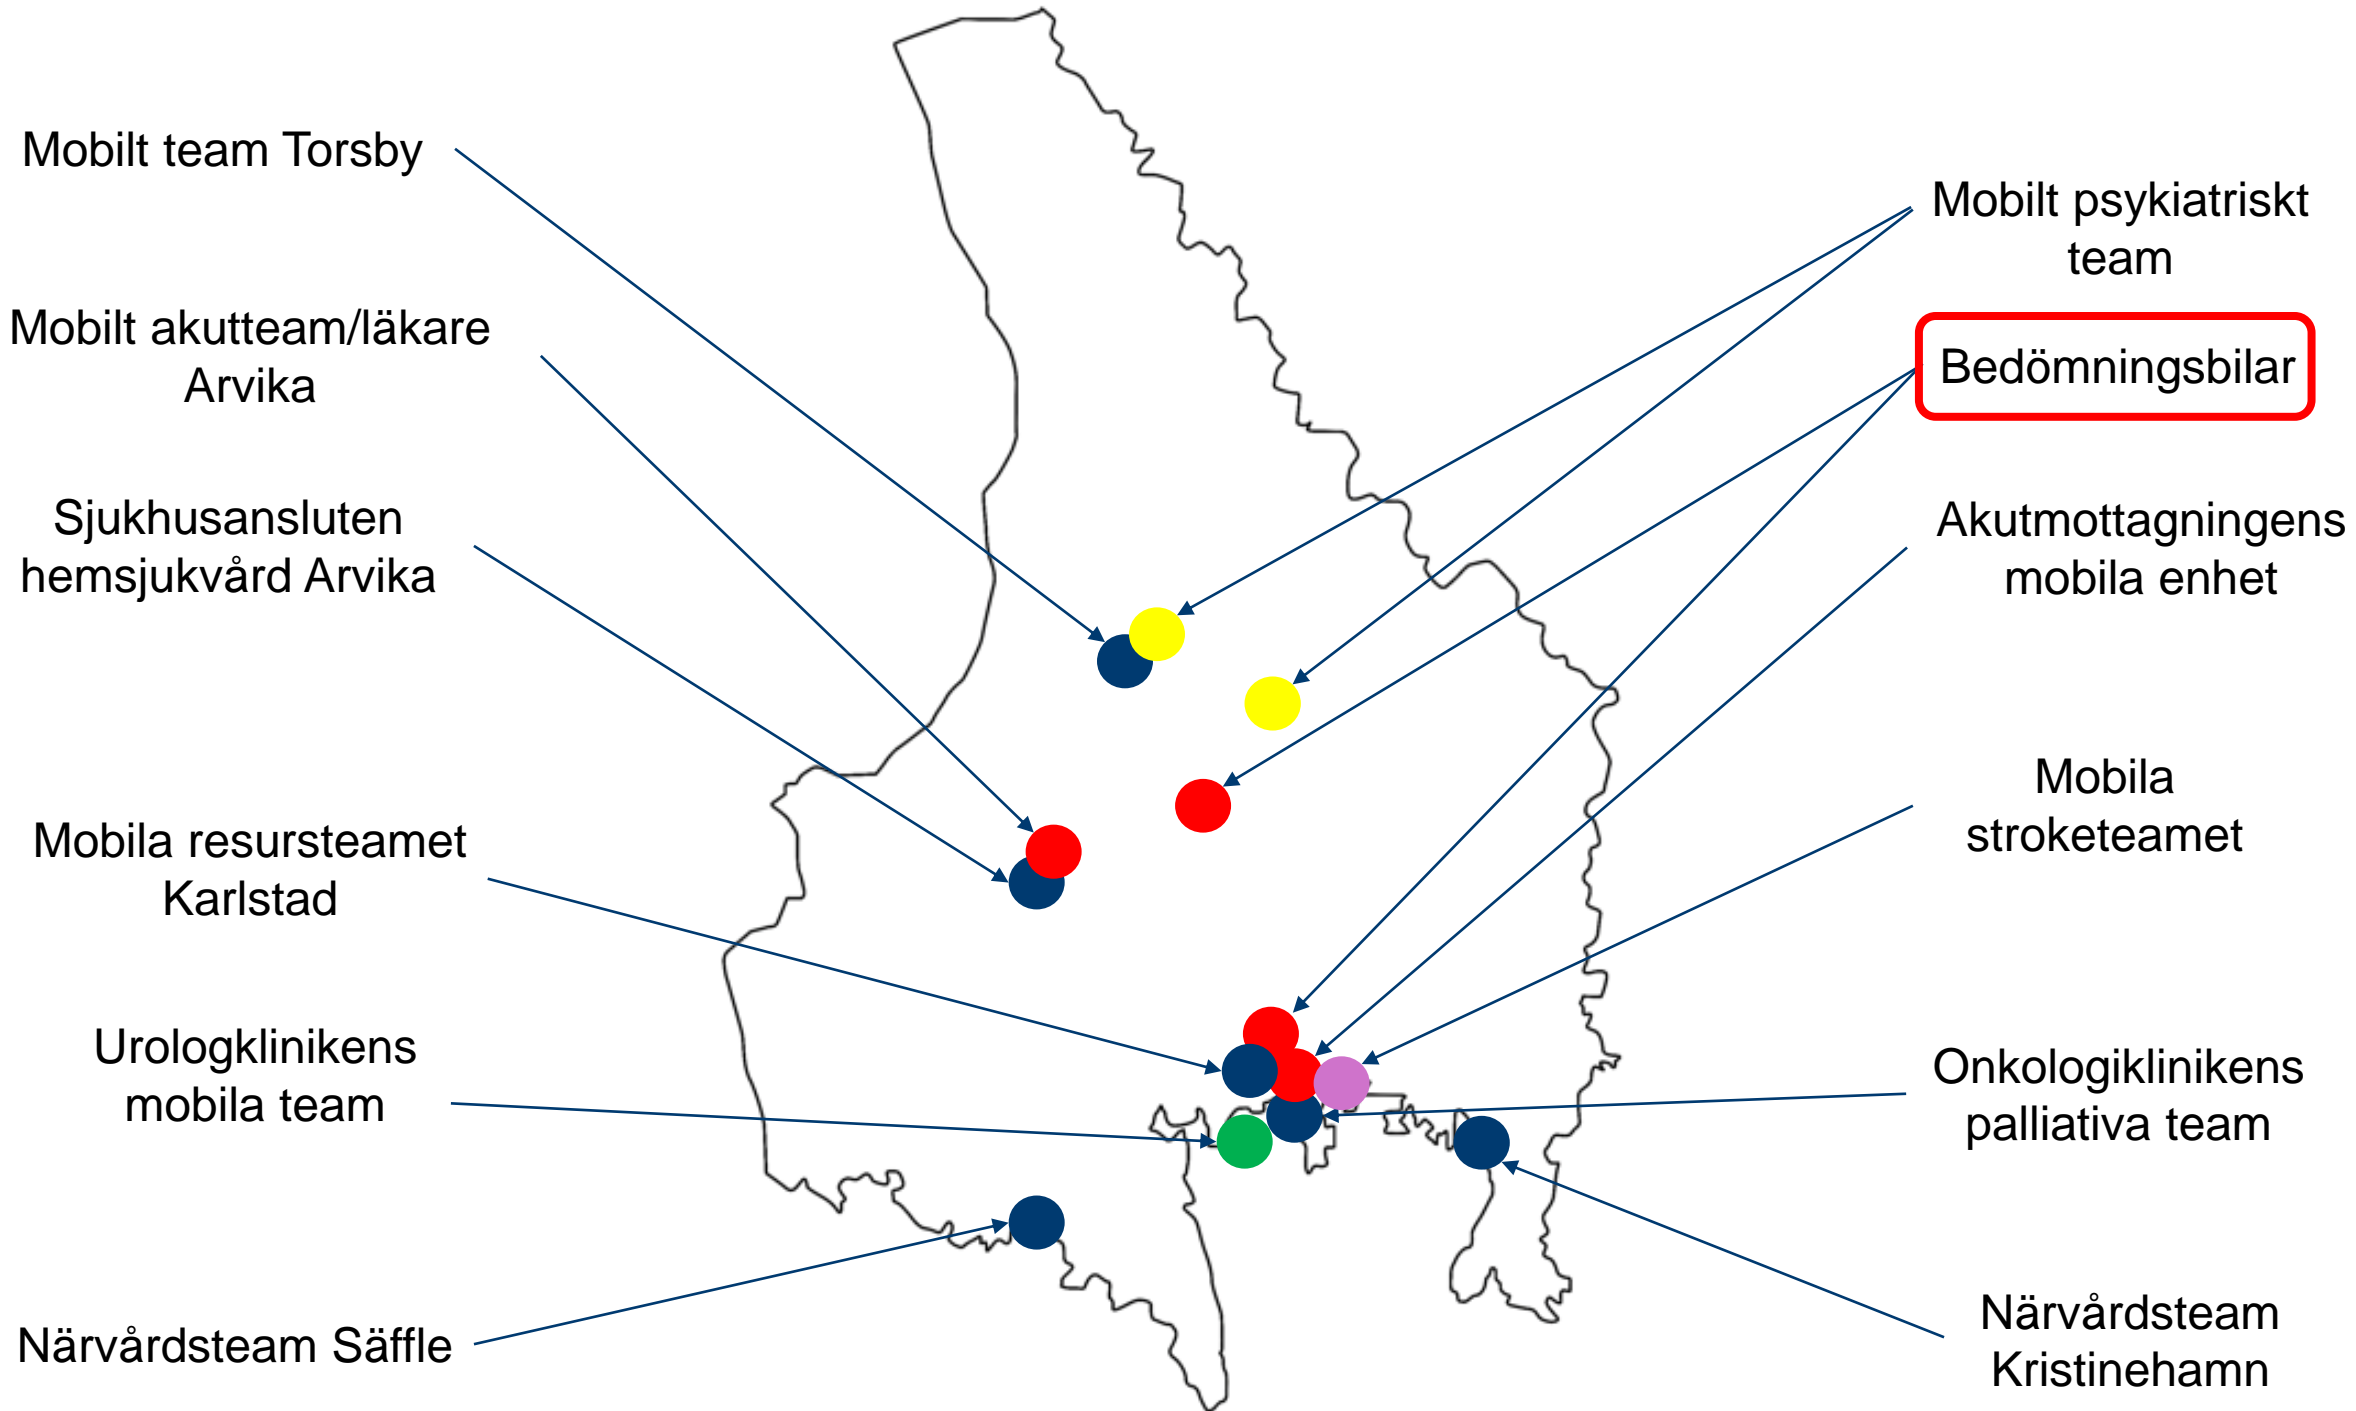 Mobilt team Torsby
Mobilt akutteam/läkare
Arvika
Sjukhusansluten
hemsjukvård Arvika
Mobila resursteamet
Karlstad
Urologklinikens
mobila team
Närvårdsteam Säffle
Mobilt psykiatriskt
team
Bedömningsbilar
Akutmottagningens
mobila enhet
Mobila
stroketeamet
Onkologiklinikens
palliativa team
Närvårdsteam
Kristinehamn